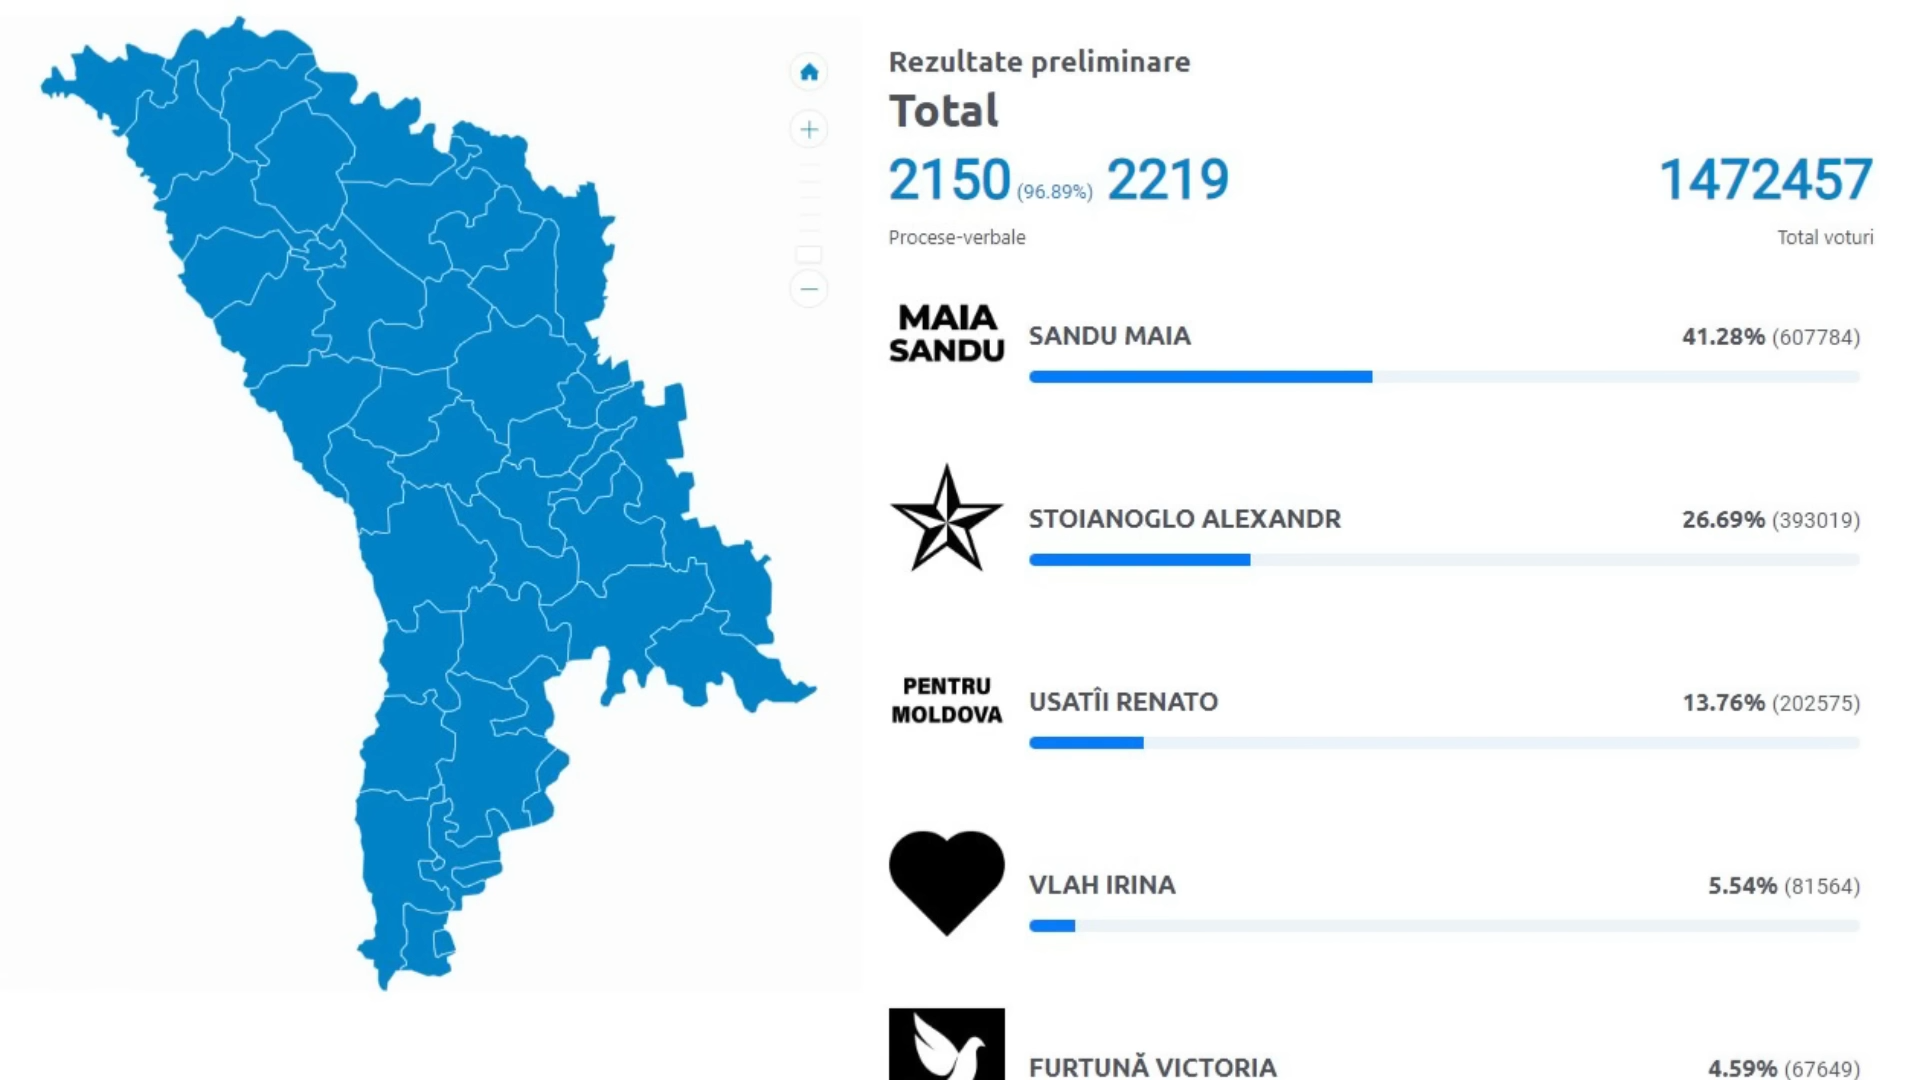 Rezultate preliminare
Total
2150 (96.89%) 2219
1472457
Procese-verbale
Total voturi
MAIA
SANDU
SANDU MAIA
41.28% (607784)
STOIANOGLO ALEXANDR
26.69% (393019)
PENTRU
MOLDOVA
USATÎI RENATO
13.76% (202575)
VLAH IRINA
5.54% (81564)
FURTUNĂ VICTORIA
4.59% (67649)